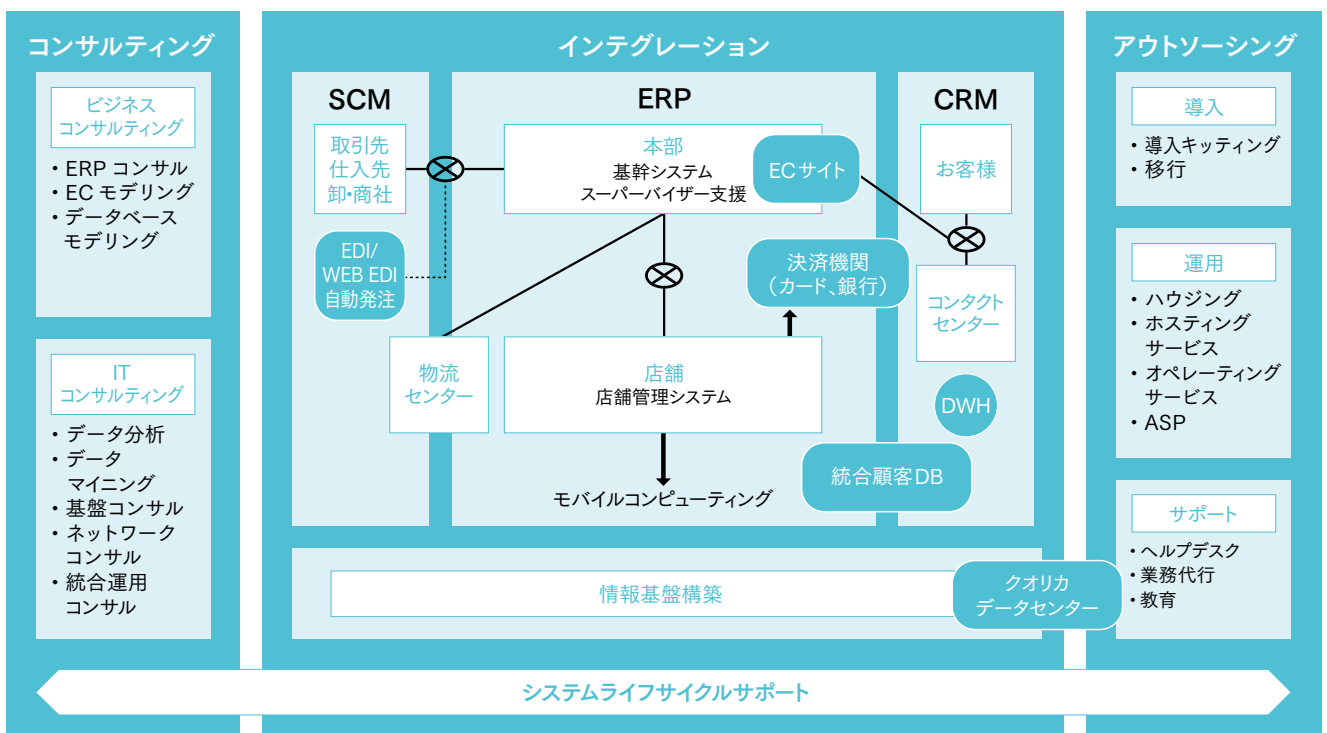 コンサルティング
ビジネス
コンサルティング
・ERP コンサル
・EC モデリング
・データベース
モデリング
IT
コンサルティング
・データ分析
・データ
マイニング
・基盤コンサル
・ネットワーク
コンサル
・統合運用
コンサル
インテグレーション
SCM
取引先
仕入先
卸・商社
EDI/
WEB EDI
自動発注
物流
センター
ERP
本部
基幹システム
スーパーバイザー支援
ECサイト
決済機関
（カード、銀行）
店舗
店舗管理システム
モバイルコンピューティング
CRM
お客様
コンタクト
センター
DWH
統合顧客DB
情報基盤構築
クオリカ
データセンター
アウトソーシング
導入
・導入キッティング
・移行
運用
・ハウジング
・ホスティング
サービス
・オペレーティング
サービス
・ASP
サポート
・ヘルプデスク
・業務代行
・教育
システムライフサイクルサポート